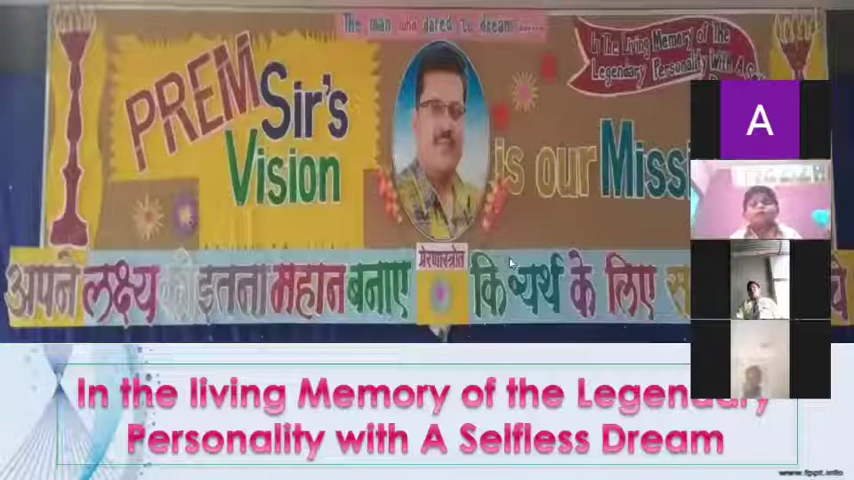 The man who dared to dream......
In The Living Memory of The
Legendary Personality With A
PREM
Sir's
Vision
is our
A
प्रेरणास्त्रोत
अपने लक्ष्य को इतना महान बनाए कि व्यर्थ के लिए
In the living Memory of the Legendary
Personality with A Selfless Dream